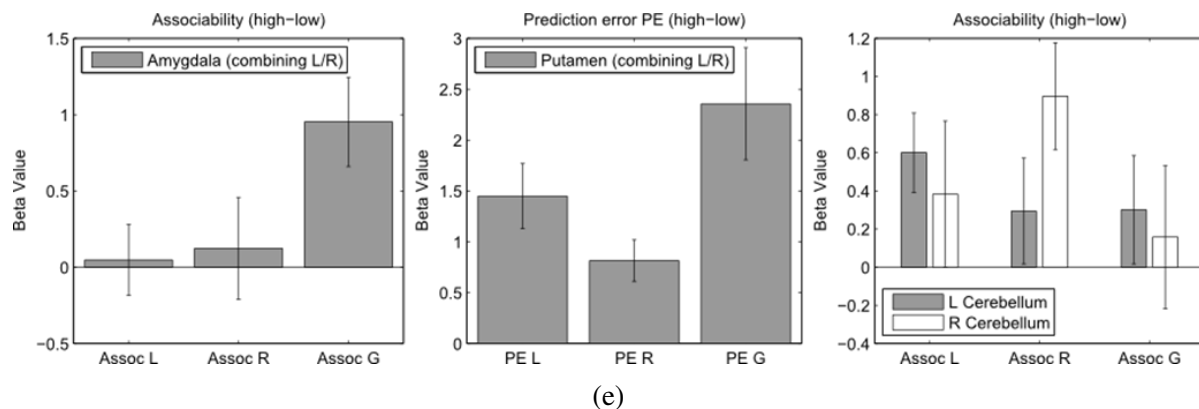 Associability (high−low)
1.5
1
0.5
0
−0.5
Beta Value
Amygdala (combining L/R)
Assoc L
Assoc R
Assoc G
Prediction error PE (high−low)
3
2.5
2
1.5
1
0.5
0
Beta Value
Putamen (combining L/R)
PE L
PE R
PE G
Associability (high−low)
1.2
1
0.8
0.6
0.4
0.2
0
−0.2
−0.4
Beta Value
L Cerebellum
R Cerebellum
Assoc L
Assoc R
Assoc G
(e)